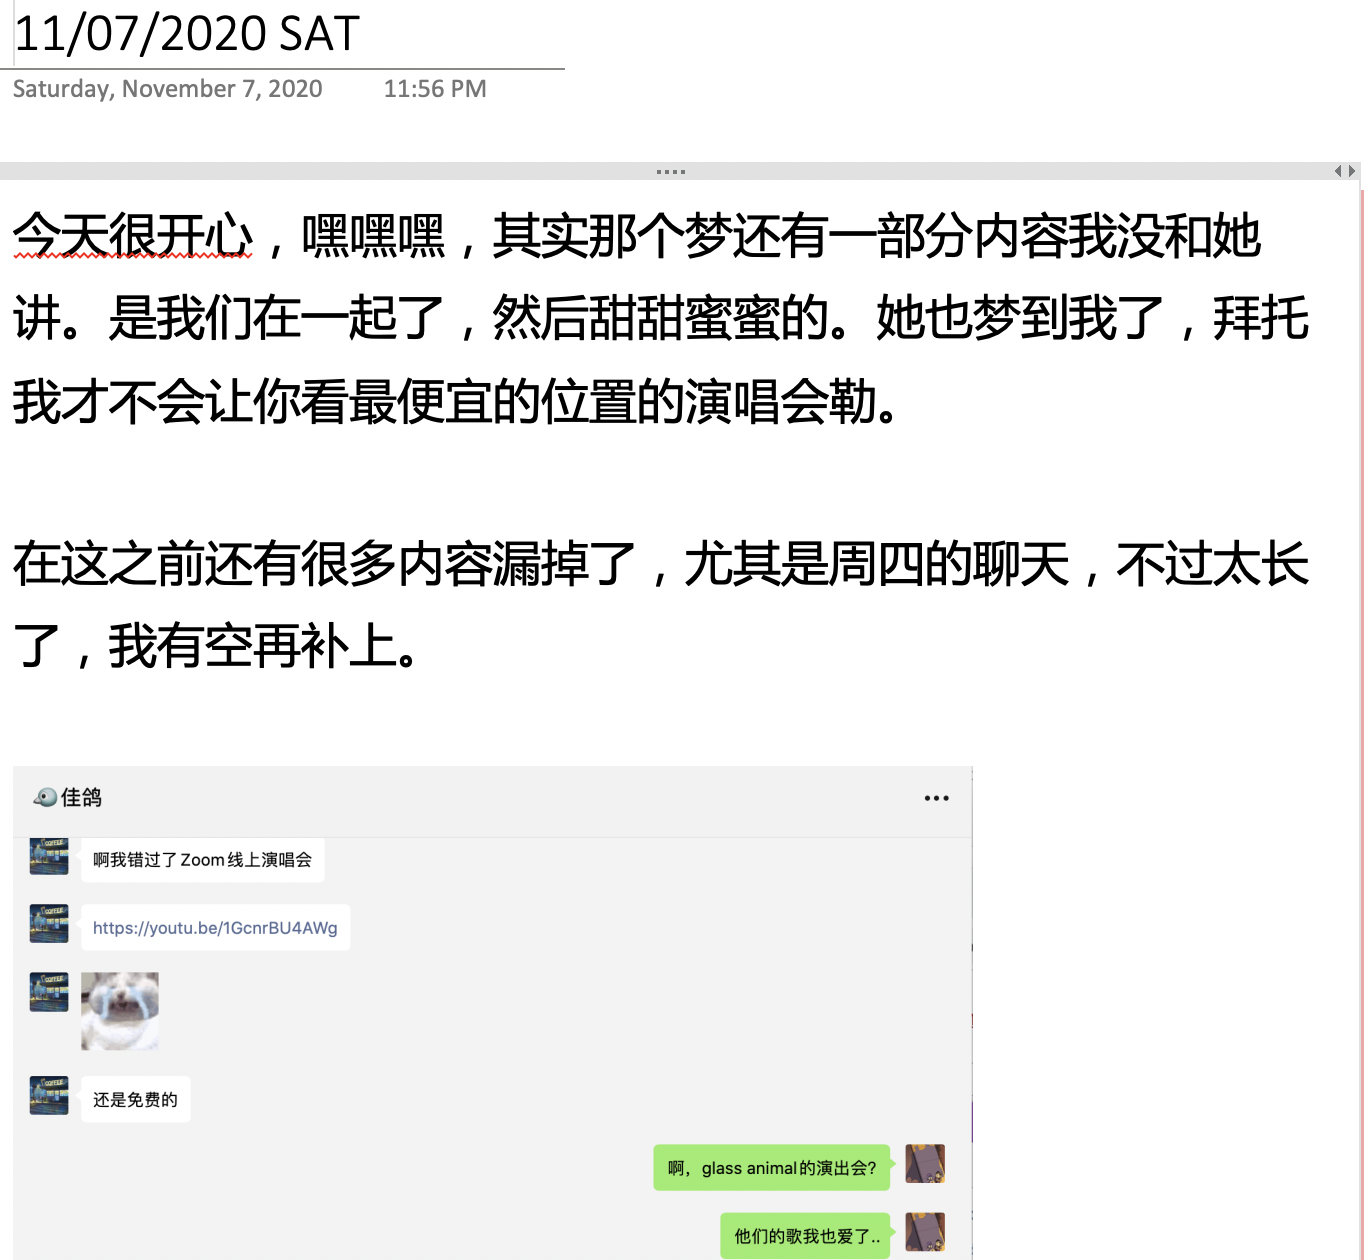 11/07/2020 SAT
Saturday, November 7, 2020 11:56 PM
今天很开心，嘿嘿嘿，其实那个梦还有一部分内容我没和她
讲。是我们在一起了，然后甜甜蜜蜜的。她也梦到我了，拜托
我才不会让你看最便宜的位置的演唱会勒。
在这之前还有很多内容漏掉了，尤其是周四的聊天，不过太长
了，我有空再补上。
佳鸽
啊我错过了Zoom线上演唱会
https://youtu.be/1GcnrBU4AWg
还是免费的
啊，glass animal的演出会?
他们的歌我也爱了..